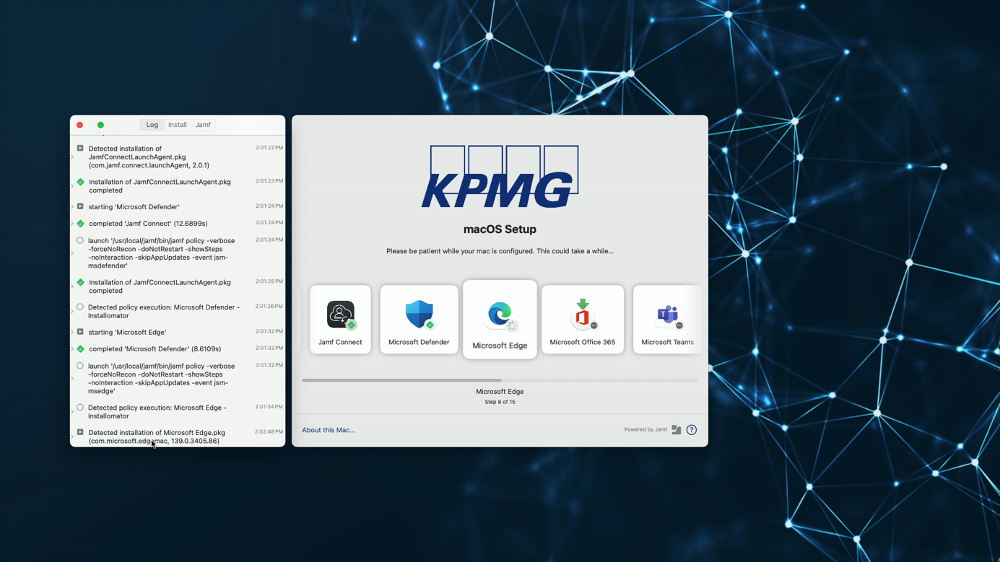 Log
Install
Jamf
Detected installation of
JamfConnectLaunchAgent.pkg
(com.jamf.connect.launchAgent, 2.0.1)
2:01:22 PM
Installation of JamfConnectLaunchAgent.pkg
completed
2:01:23 PM
starting 'Microsoft Defender'
2:01:24 PM
completed 'Jamf Connect' (12.6899s)
2:01:24 PM
launch '/usr/local/jamf/bin/jamf policy -verbose
-forceNoRecon -doNotRestart -showSteps
-noInteraction -skipAppUpdates -event jsm-
msdefender'
2:01:24 PM
Installation of JamfConnectLaunchAgent.pkg
completed
2:01:25 PM
Detected policy execution: Microsoft Defender -
Installomator
2:01:26 PM
starting 'Microsoft Edge'
2:01:32 PM
completed 'Microsoft Defender' (8.6109s)
2:01:32 PM
launch '/usr/local/jamf/bin/jamf policy -verbose
-forceNoRecon -doNotRestart -showSteps
-noInteraction -skipAppUpdates -event jsm-
msedge'
2:01:32 PM
Detected policy execution: Microsoft Edge -
Installomator
2:01:34 PM
Detected installation of Microsoft Edge.pkg
(com.microsoft.edgemac, 139.0.3405.86)
2:02:48 PM
KPMG
macOS Setup
Please be patient while your mac is configured. This could take a while...
Jamf Connect
Microsoft Defender
Microsoft Edge
Microsoft Office 365
Microsoft Teams
Microsoft Edge
Step 8 of 15
About this Mac...
Powered by Jamf
?